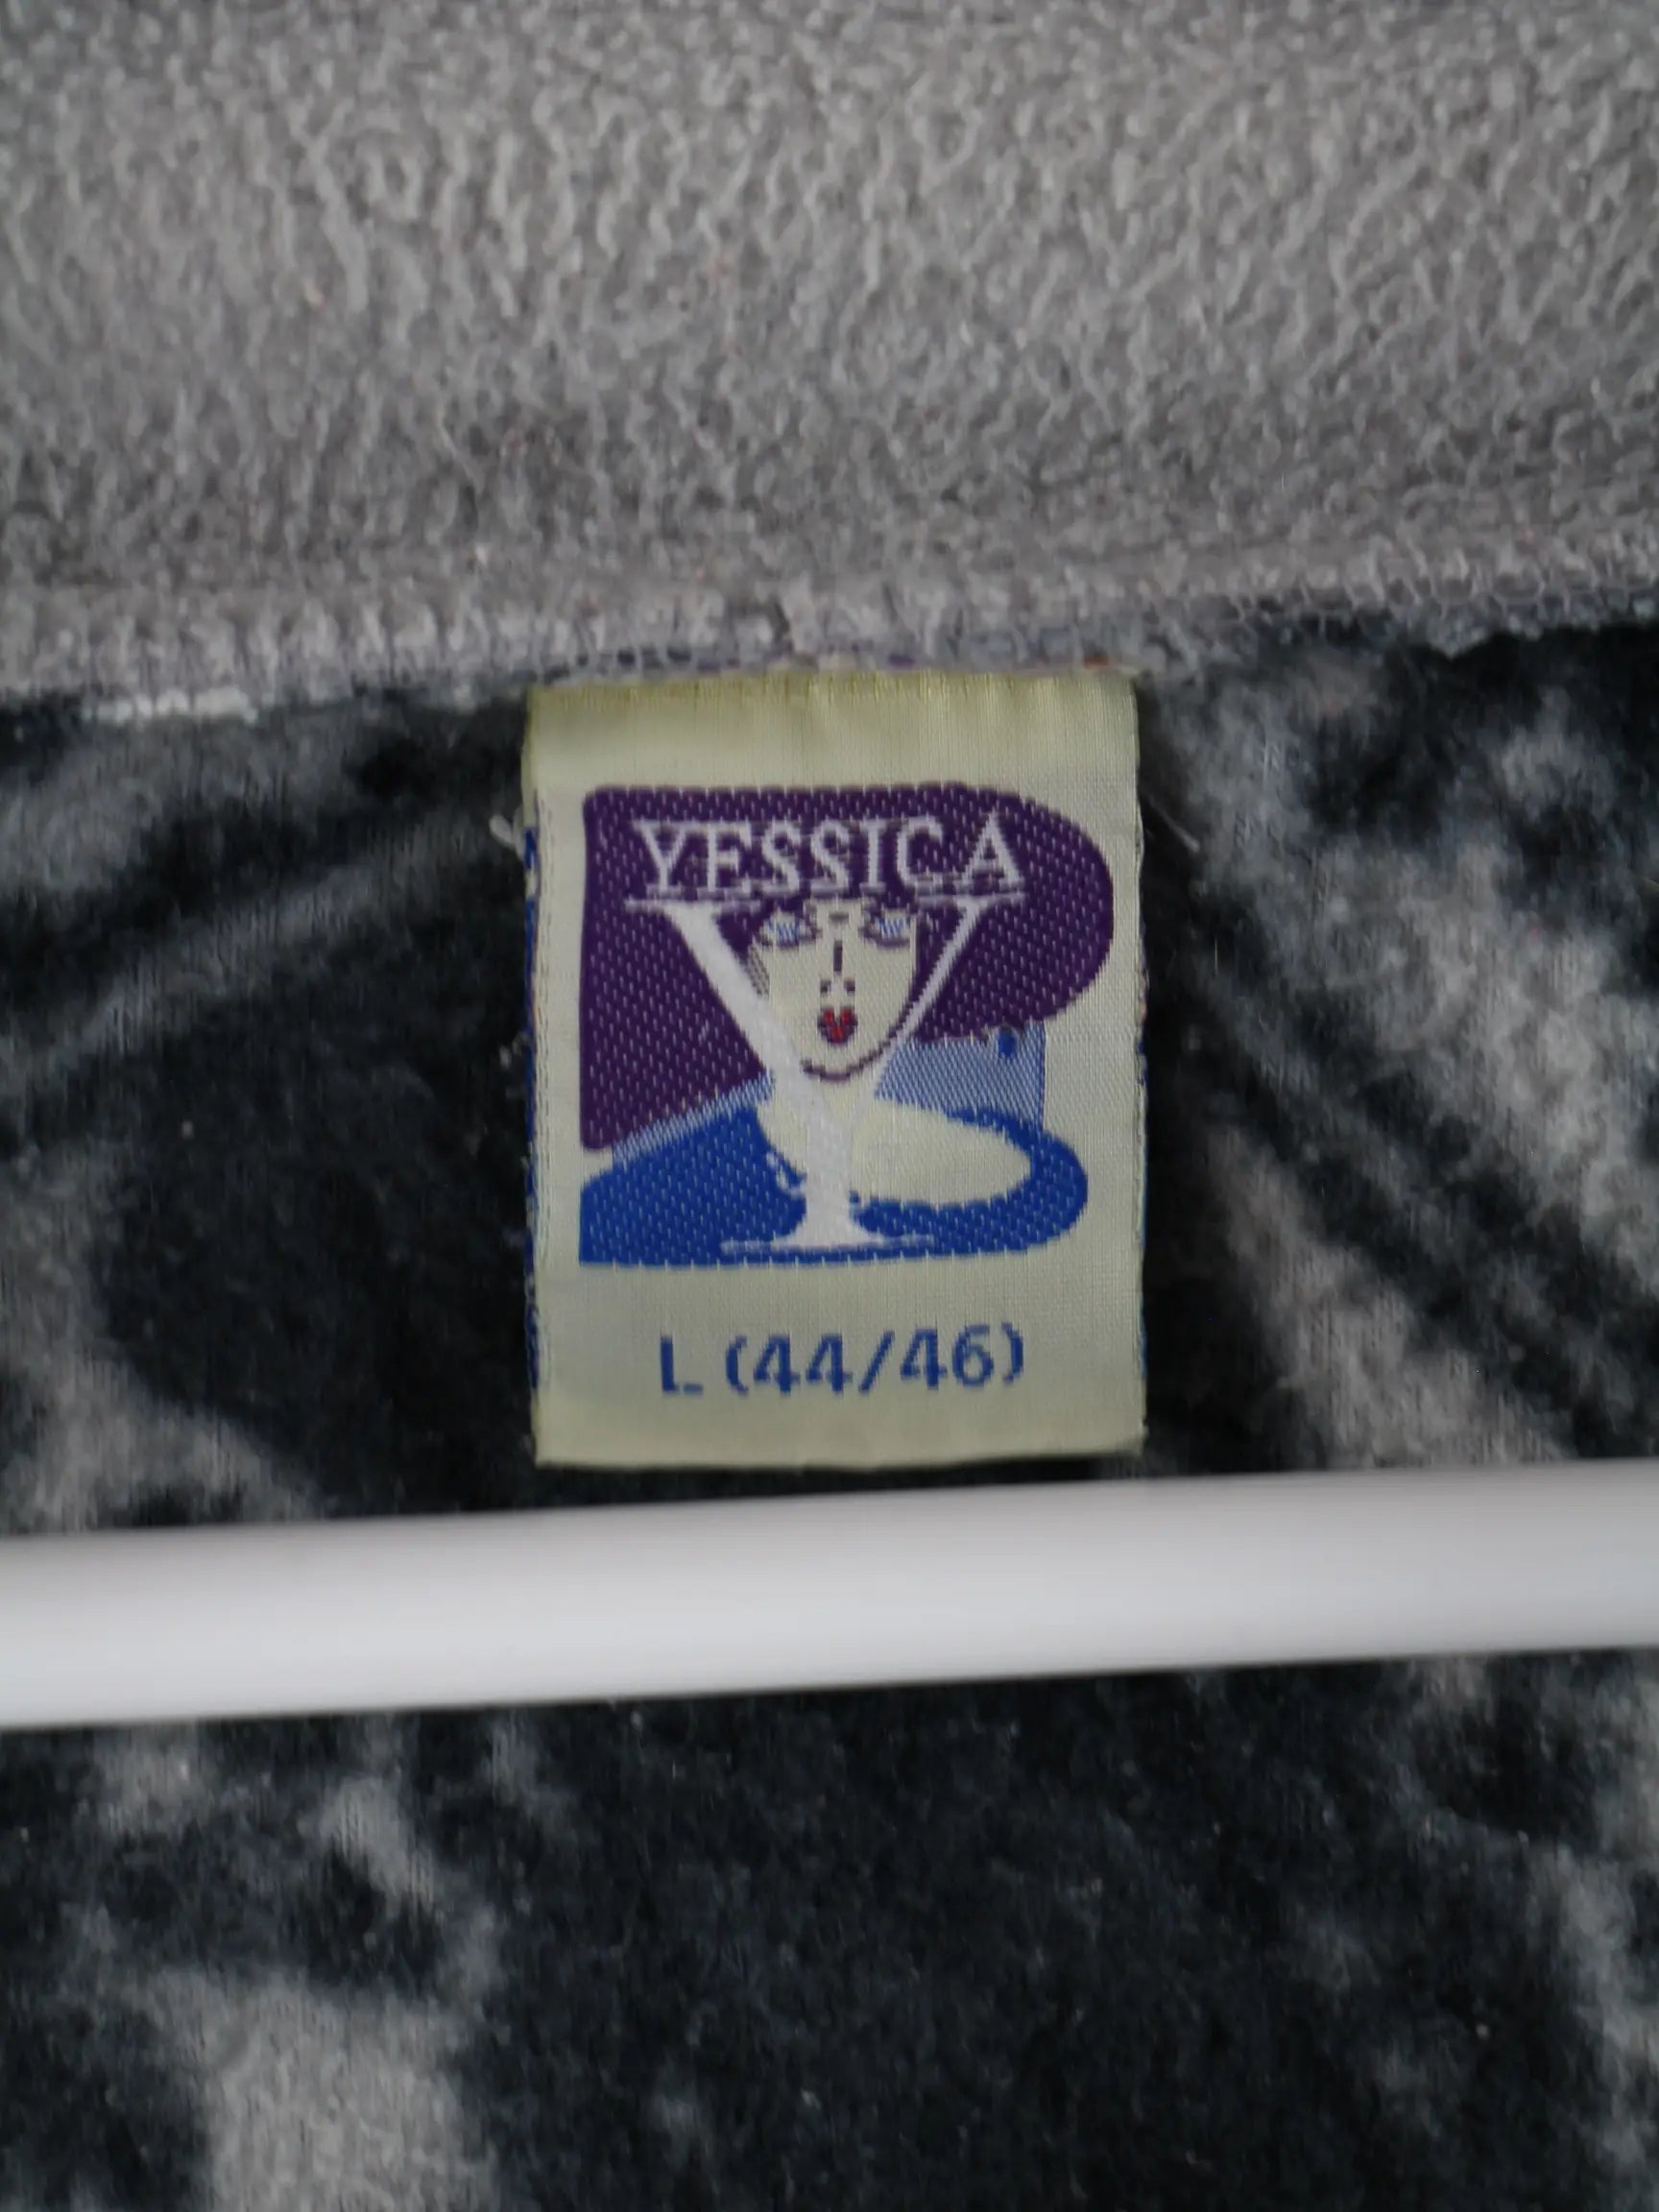 YESSICA
Y
L (44/46)